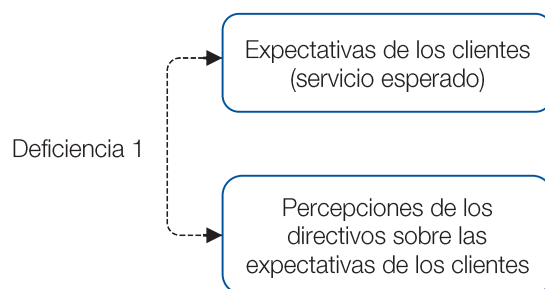 Expectativas de los clientes
(servicio esperado)
Deficiencia 1
Percepciones de los
directivos sobre las
expectativas de los clientes